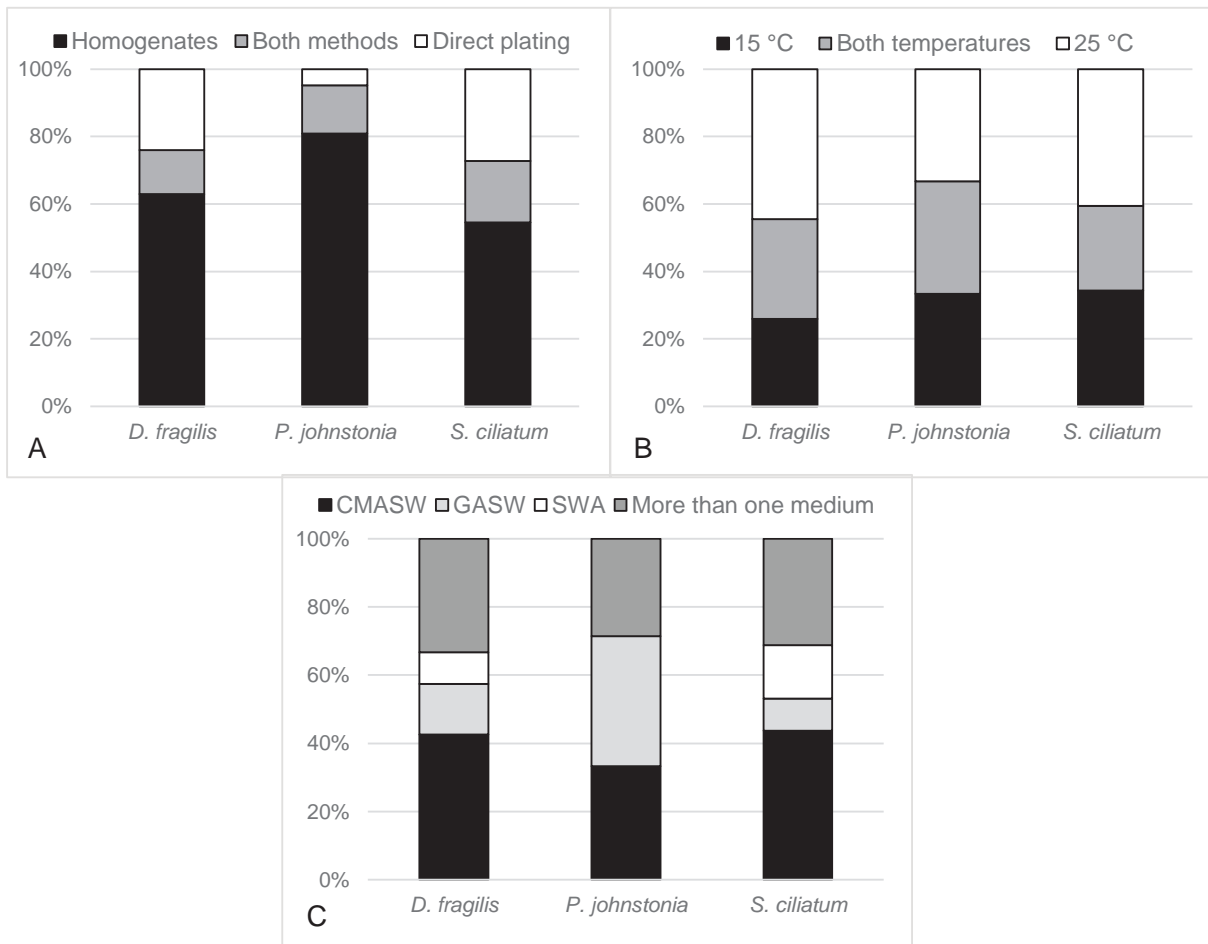 Homogenates Both methods Direct plating
100%
80%
60%
40%
20%
0%
D. fragilis P. johnstonia S. ciliatum
A
15 °C Both temperatures 25 °C
100%
80%
60%
40%
20%
0%
D. fragilis P. johnstonia S. ciliatum
B
CMASW GASW SWA More than one medium
100%
80%
60%
40%
20%
0%
D. fragilis P. johnstonia S. ciliatum
C